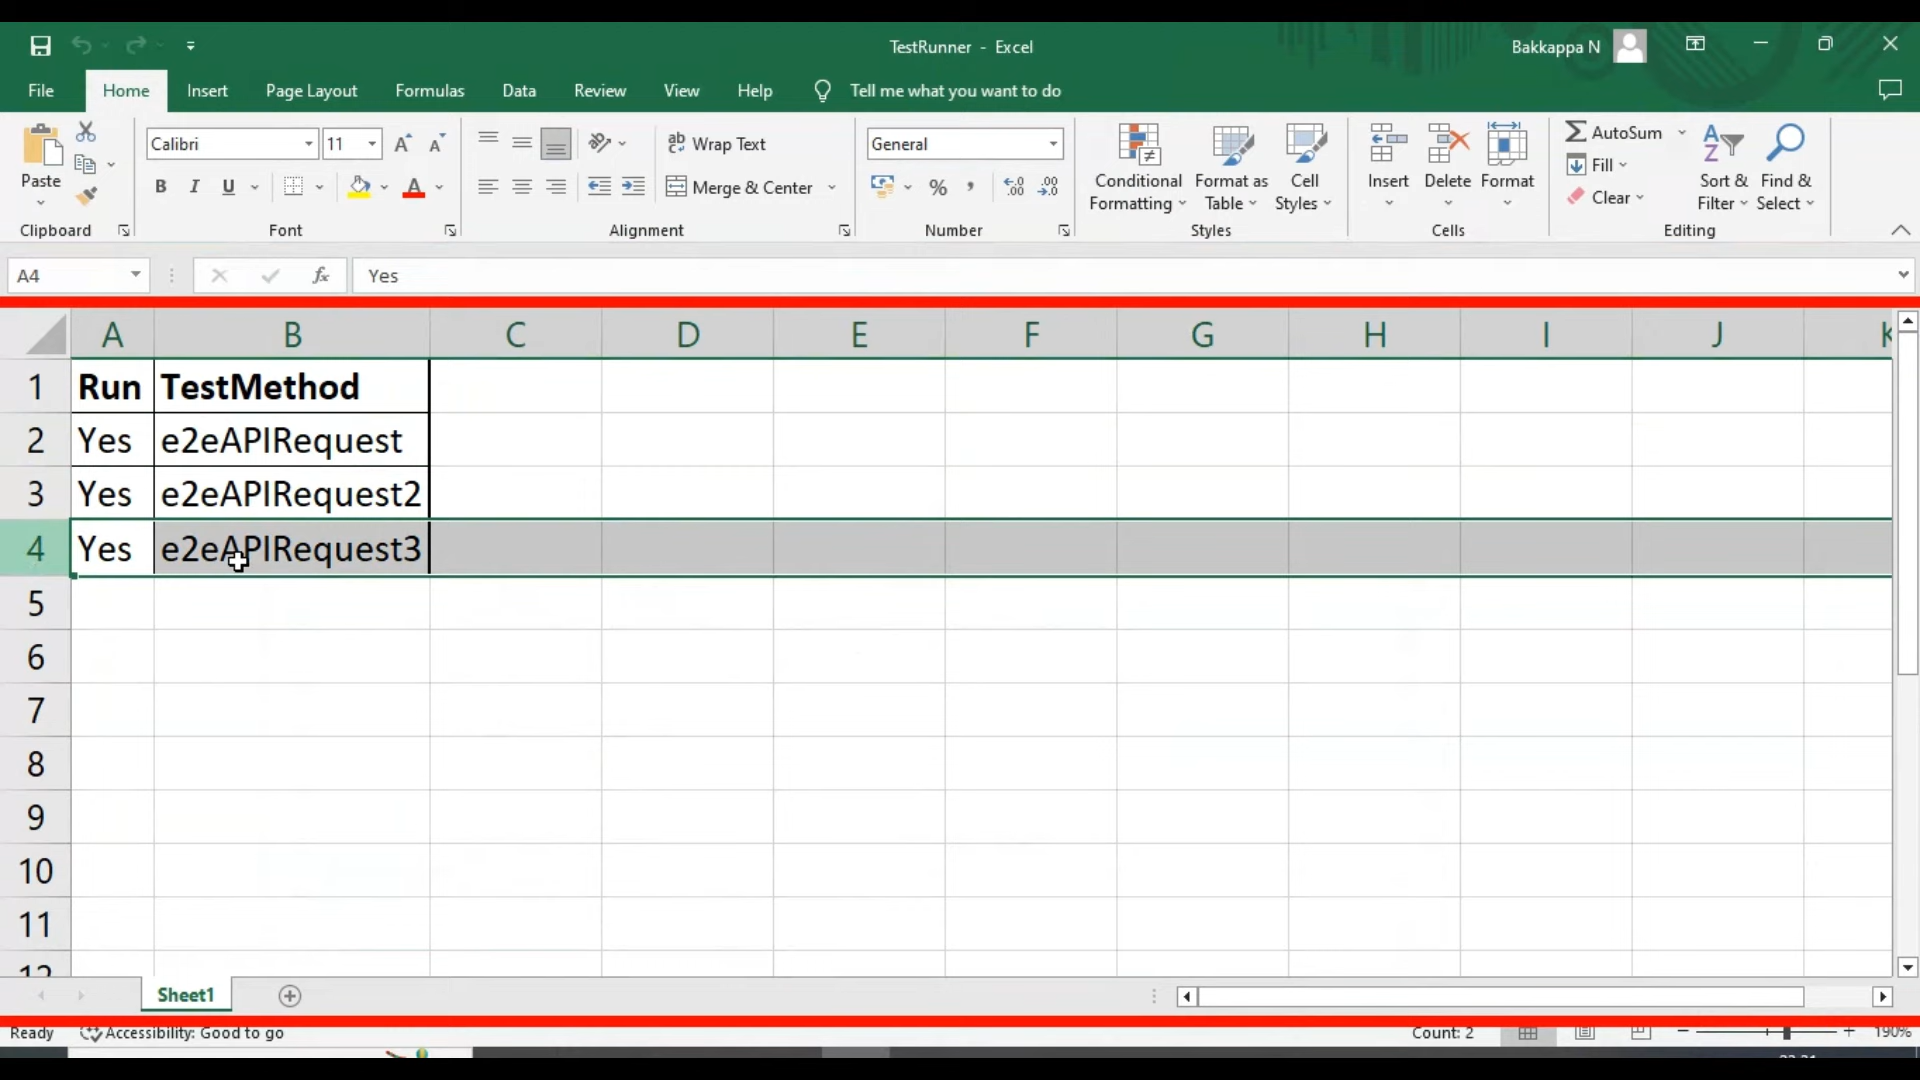 TestRunner - Excel
Bakkappa N
File Home Insert Page Layout Formulas Data Review View Help Tell me what you want to do
Paste
Clipboard
Calibri 11
B I U A
Font
ab Wrap Text
Merge & Center
Alignment
General
% ,
Number
Conditional Formatting
Format as Table
Cell Styles
Styles
Insert Delete Format
Cells
AutoSum
Fill
Clear
Sort & Filter
Find & Select
Editing
A4 fx Yes
A B C D E F G H I J K
1 Run TestMethod
2 Yes e2eAPIRequest
3 Yes e2eAPIRequest2
4 Yes e2eAPIRequest3
5
6
7
8
9
10
11
12
Sheet1
Ready Accessibility: Good to go Count: 2 190%